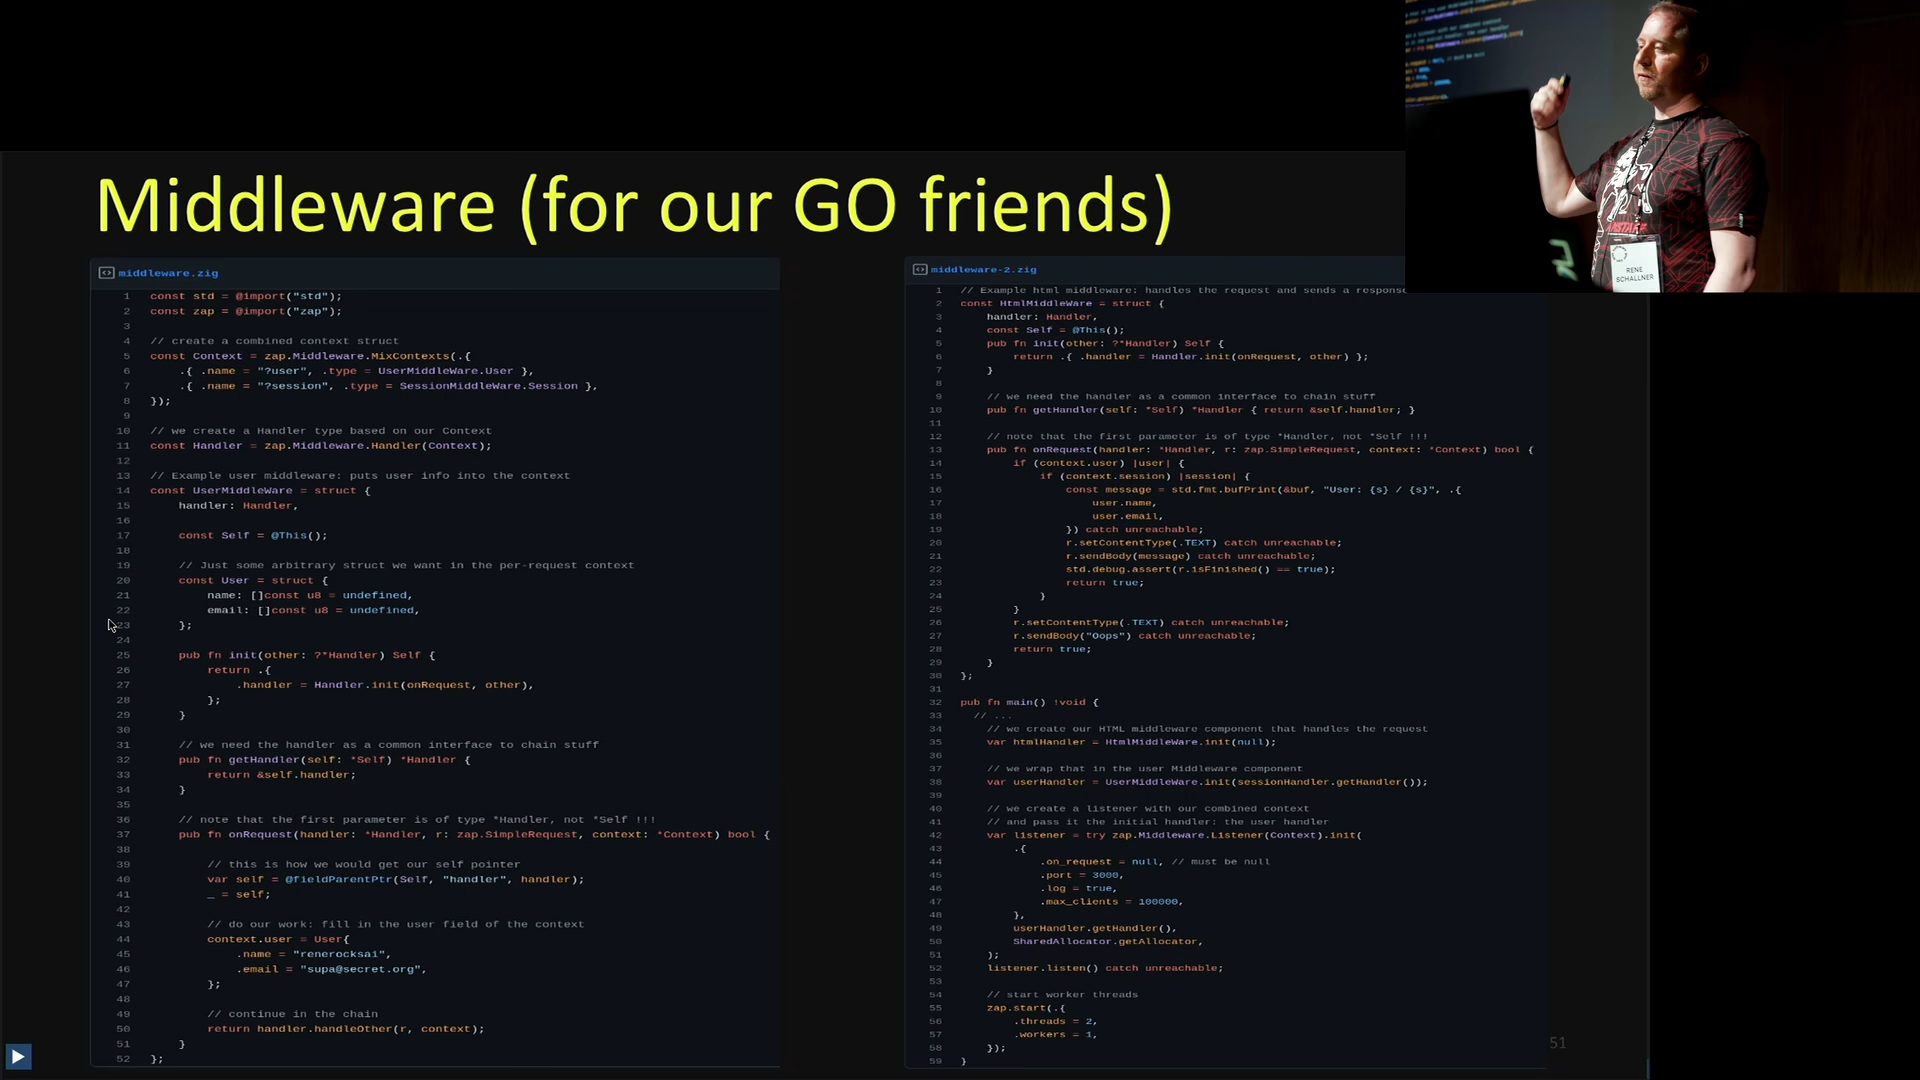 Middleware (for our GO friends)
middleware.zig
1 const std = @import("std");
2 const zap = @import("zap");
3
4 // create a combined context struct
5 const Context = zap.Middleware.MixContexts(.{
6 .{ .name = "?user", .type = UserMiddleWare.User },
7 .{ .name = "?session", .type = SessionMiddleWare.Session },
8 });
9
10 // we create a Handler type based on our Context
11 const Handler = zap.Middleware.Handler(Context);
12
13 // Example user middleware: puts user info into the context
14 const UserMiddleWare = struct {
15 handler: Handler,
16
17 const Self = @This();
18
19 // Just some arbitrary struct we want in the per-request context
20 const User = struct {
21 name: []const u8 = undefined,
22 email: []const u8 = undefined,
23 };
24
25 pub fn init(other: ?*Handler) Self {
26 return .{
27 .handler = Handler.init(onRequest, other),
28 };
29 }
30
31 // we need the handler as a common interface to chain stuff
32 pub fn getHandler(self: *Self) *Handler {
33 return &self.handler;
34 }
35
36 // note that the first parameter is of type *Handler, not *Self !!!
37 pub fn onRequest(handler: *Handler, r: zap.SimpleRequest, context: *Context) bool {
38
39 // this is how we would get our self pointer
40 var self = @fieldParentPtr(Self, "handler", handler);
41 _ = self;
42
43 // do our work: fill in the user field of the context
44 context.user = User{
45 .name = "renerocksai",
46 .email = "supa@secret.org",
47 };
48
49 // continue in the chain
50 return handler.handleOther(r, context);
51 }
52 };
middleware-2.zig
1 // Example html middleware: handles the request and sends a response
2 const HtmlMiddleWare = struct {
3 handler: Handler,
4 const Self = @This();
5 pub fn init(other: ?*Handler) Self {
6 return .{ .handler = Handler.init(onRequest, other) };
7 }
8
9 // we need the handler as a common interface to chain stuff
10 pub fn getHandler(self: *Self) *Handler { return &self.handler; }
11
12 // note that the first parameter is of type *Handler, not *Self !!!
13 pub fn onRequest(handler: *Handler, r: zap.SimpleRequest, context: *Context) bool {
14 if (context.user) |user| {
15 if (context.session) |session| {
16 const message = std.fmt.bufPrint(&buf, "User: {s} / {s}", .{
17 user.name,
18 user.email,
19 }) catch unreachable;
20 r.setContentType(.TEXT) catch unreachable;
21 r.sendBody(message) catch unreachable;
22 std.debug.assert(r.isFinished() == true);
23 return true;
24 }
25 }
26 r.setContentType(.TEXT) catch unreachable;
27 r.sendBody("Oops") catch unreachable;
28 return true;
29 }
30 };
31
32 pub fn main() !void {
33 // ...
34 // we create our HTML middleware component that handles the request
35 var htmlHandler = HtmlMiddleWare.init(null);
36
37 // we wrap that in the user Middleware component
38 var userHandler = UserMiddleWare.init(sessionHandler.getHandler());
39
40 // we create a listener with our combined context
41 // and pass it the initial handler: the user handler
42 var listener = try zap.Middleware.Listener(Context).init(
43 .{
44 .on_request = null, // must be null
45 .port = 3000,
46 .log = true,
47 .max_clients = 100000,
48 },
49 userHandler.getHandler(),
50 SharedAllocator.getAllocator,
51 );
52 listener.listen() catch unreachable;
53
54 // start worker threads
55 zap.start(.{
56 .threads = 2,
57 .workers = 1,
58 });
59 }
51
RENE
SCHALLNER